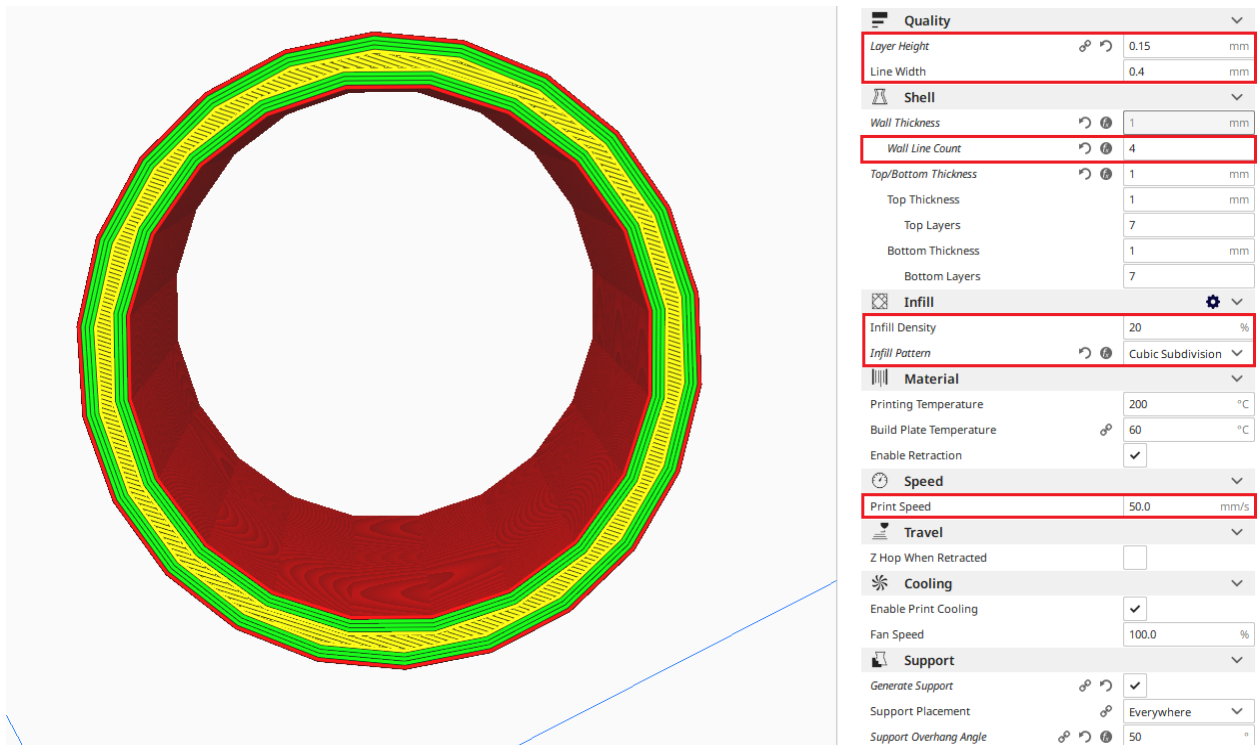 Quality
Layer Height 0.15 mm
Line Width 0.4 mm
Shell
Wall Thickness 1 mm
Wall Line Count 4
Top/Bottom Thickness 1 mm
Top Thickness 1 mm
Top Layers 7
Bottom Thickness 1 mm
Bottom Layers 7
Infill
Infill Density 20 %
Infill Pattern Cubic Subdivision
Material
Printing Temperature 200 °C
Build Plate Temperature 60 °C
Enable Retraction
Speed
Print Speed 50.0 mm/s
Travel
Z Hop When Retracted
Cooling
Enable Print Cooling
Fan Speed 100.0 %
Support
Generate Support
Support Placement Everywhere
Support Overhang Angle 50 °